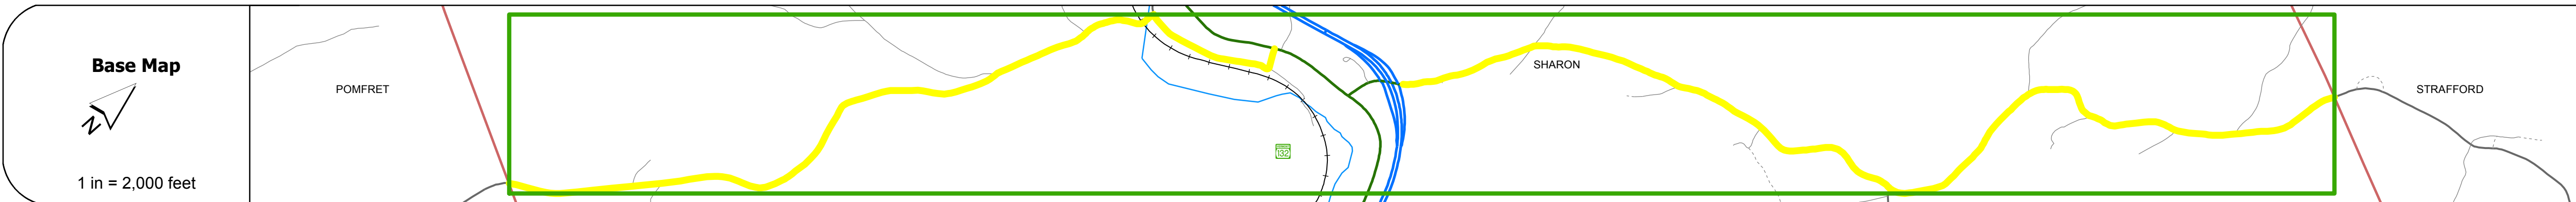 Base Map
N
1 in = 2,000 feet
POMFRET
132
SHARON
STRAFFORD